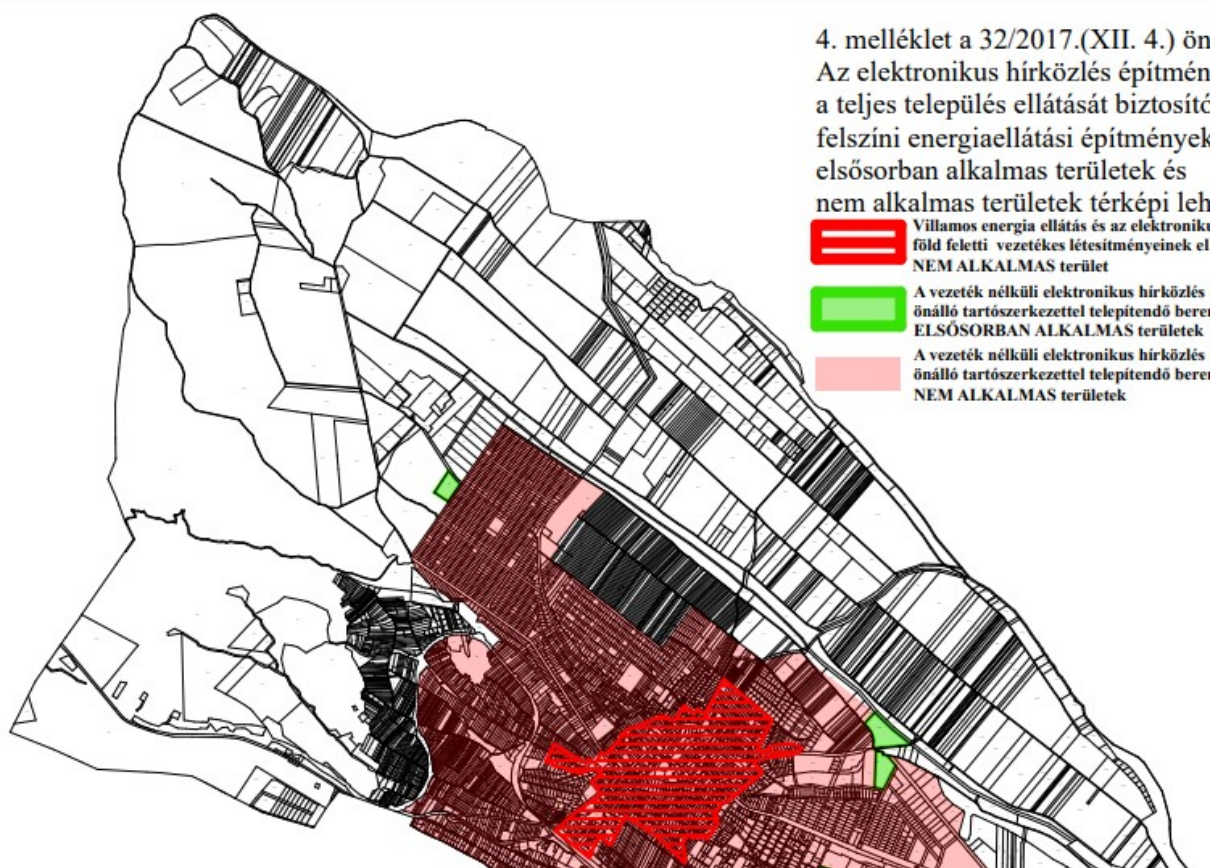 4. melléklet a 32/2017.(XII. 4.) ön
Az elektronikus hírközlés építmén
a teljes település ellátását biztosító
felszíni energiaellátási építmények
elsősorban alkalmas területek és
nem alkalmas területek térképi leh
Villamos energia ellátás és az elektroniku
föld feletti vezetékes létesítményeinek el
NEM ALKALMAS terület
A vezeték nélküli elektronikus hírközlés
önálló tartószerkezettel telepítendő beren
ELSŐSORBAN ALKALMAS területek
A vezeték nélküli elektronikus hírközlés
önálló tartószerkezettel telepítendő beren
NEM ALKALMAS területek